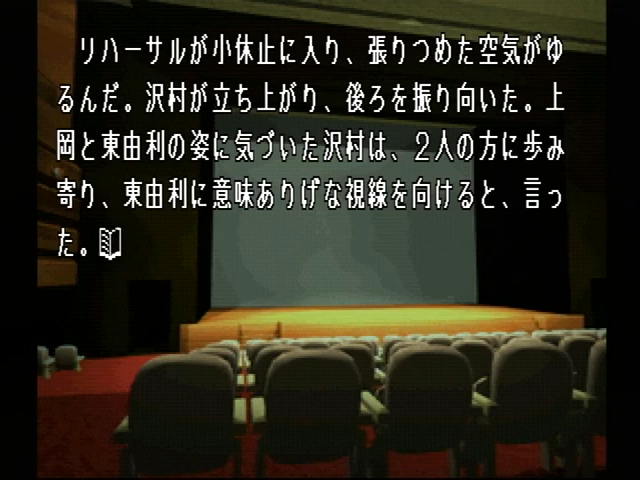 リハーサルが小休止に入り、張りつめた空気がゆ
るんだ。沢村が立ち上がり、後ろを振り向いた。上
岡と東由利の姿に気づいた沢村は、２人の方に歩み
寄り、東由利に意味ありげな視線を向けると、言っ
た。